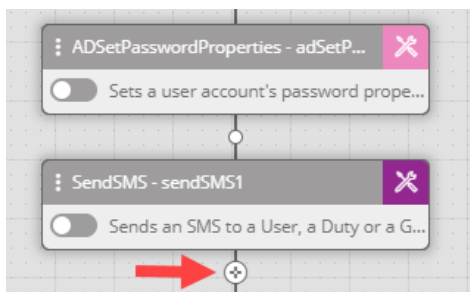 ADSetPasswordProperties - adSetP...
Sets a user account's password prope...
SendSMS - sendSMS1
Sends an SMS to a User, a Duty or a G...